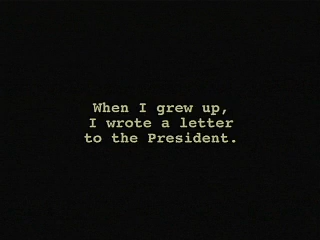 When I grew up,
I wrote a letter
to the President.